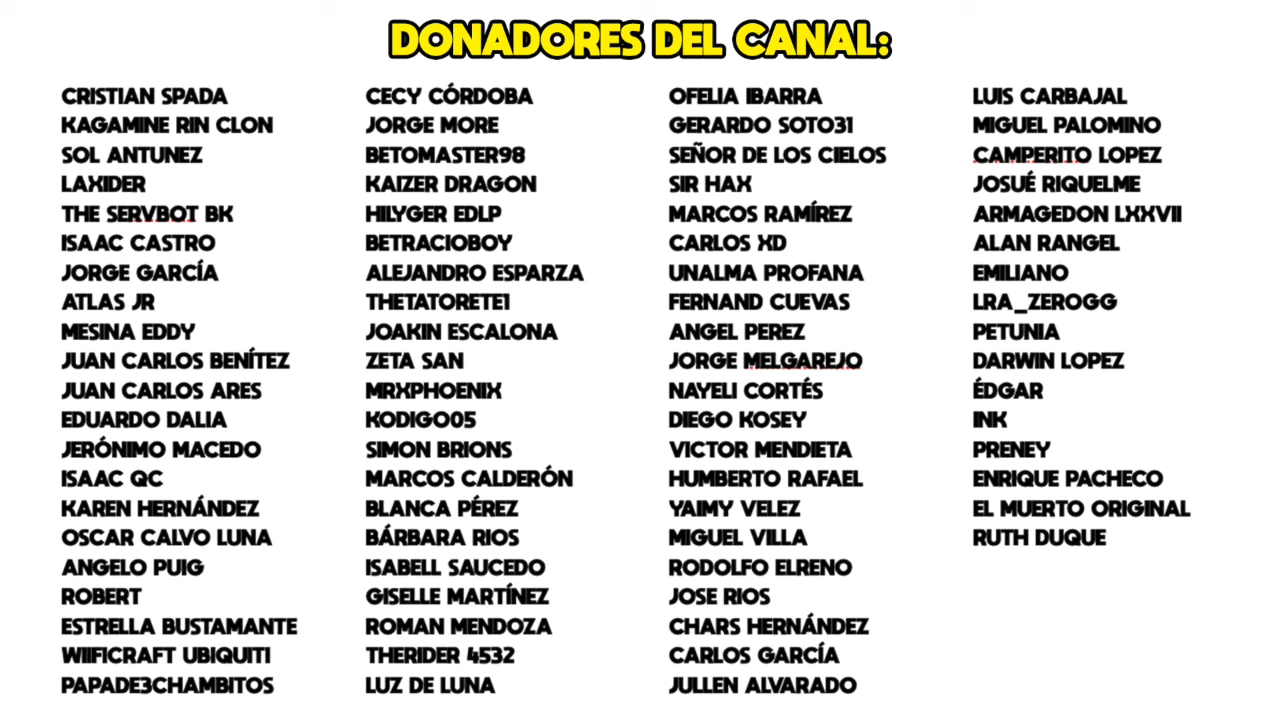 DONADORES DEL CANAL:
CRISTIAN SPADA
KAGAMINE RIN CLON
SOL ANTUNEZ
LAXIDER
THE SERVBOT BK
ISAAC CASTRO
JORGE GARCÍA
ATLAS JR
MESINA EDDY
JUAN CARLOS BENÍTEZ
JUAN CARLOS ARES
EDUARDO DALIA
JERÓNIMO MACEDO
ISAAC QC
KAREN HERNÁNDEZ
OSCAR CALVO LUNA
ANGELO PUIG
ROBERT
ESTRELLA BUSTAMANTE
WIIFICRAFT UBIQUITI
PAPADE3CHAMBITOS
CECY CÓRDOBA
JORGE MORE
BETOMASTER98
KAIZER DRAGON
HILYGER EDLP
BETRACIOBOY
ALEJANDRO ESPARZA
THETATORETE1
JOAKIN ESCALONA
ZETA SAN
MRXPHOENIX
KODIGO05
SIMON BRIONS
MARCOS CALDERÓN
BLANCA PÉREZ
BÁRBARA RIOS
ISABELL SAUCEDO
GISELLE MARTÍNEZ
ROMAN MENDOZA
THERIDER 4532
LUZ DE LUNA
OFELIA IBARRA
GERARDO SOTO31
SEÑOR DE LOS CIELOS
SIR HAX
MARCOS RAMÍREZ
CARLOS XD
UNALMA PROFANA
FERNAND CUEVAS
ANGEL PEREZ
JORGE MELGAREJO
NAYELI CORTÉS
DIEGO KOSEY
VICTOR MENDIETA
HUMBERTO RAFAEL
YAIMY VELEZ
MIGUEL VILLA
RODOLFO ELRENO
JOSE RIOS
CHARS HERNÁNDEZ
CARLOS GARCÍA
JULLEN ALVARADO
LUIS CARBAJAL
MIGUEL PALOMINO
CAMPERITO LOPEZ
JOSUÉ RIQUELME
ARMAGEDON LXXVII
ALAN RANGEL
EMILIANO
LRA_ZEROGG
PETUNIA
DARWIN LOPEZ
ÉDGAR
INK
PRENEY
ENRIQUE PACHECO
EL MUERTO ORIGINAL
RUTH DUQUE